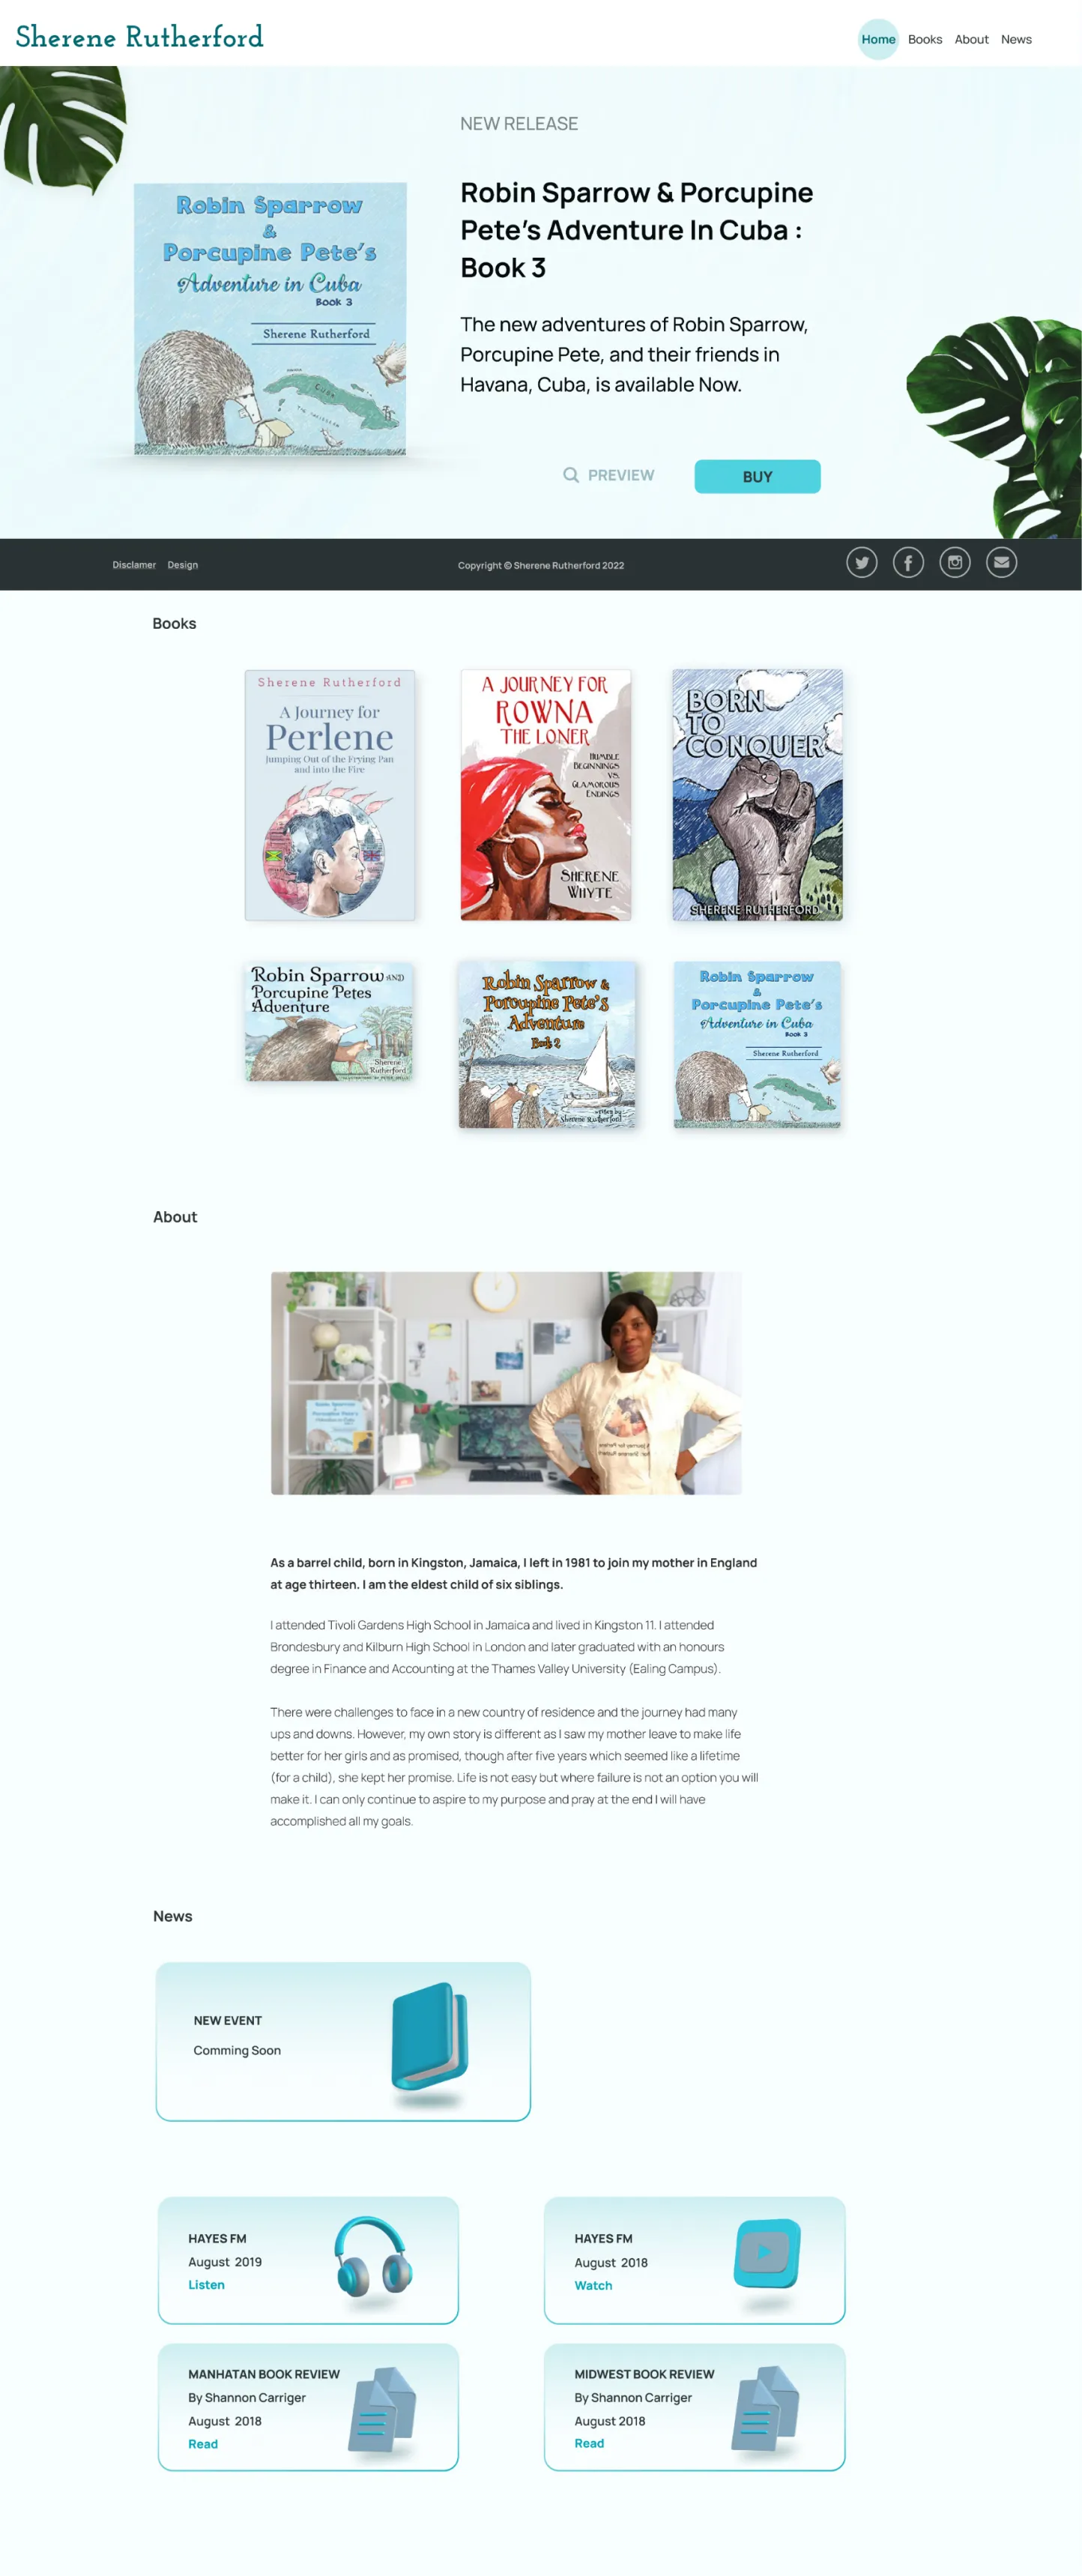 Sherene Rutherford
Home Books About News
NEW RELEASE
Robin Sparrow
&
Porcupine Pete's
Adventure in Cuba
Book 3
Sherene Rutherford
CUBA
Robin Sparrow & Porcupine
Pete's Adventure In Cuba :
Book 3
The new adventures of Robin Sparrow,
Porcupine Pete, and their friends in
Havana, Cuba, is available Now.
PREVIEW
BUY
Disclamer Design
Copyright © Sherene Rutherford 2022
Books
Sherene Rutherford
A Journey for
Perlene
Jumping Out of the Frying Pan
and into the Fire
A JOURNEY FOR
ROWNA
THE LONER
HUMBLE
BEGINNINGS
VS.
GLAMOROUS
ENDINGS
SHERENE
WHYTE
BORN
TO
CONQUER
SHERENE RUTHERFORD
Robin Sparrow AND
Porcupine Petes
Adventure
Sherene
Rutherford
Robin Sparrow &
Porcupine Pete's
Adventure
Book 2
written by
Sherene Rutherford
Robin Sparrow
&
Porcupine Pete's
Adventure in Cuba
Book 3
Sherene Rutherford
About
As a barrel child, born in Kingston, Jamaica, I left in 1981 to join my mother in England
at age thirteen. I am the eldest child of six siblings.
I attended Tivoli Gardens High School in Jamaica and lived in Kingston 11. I attended
Brondesbury and Kilburn High School in London and later graduated with an honours
degree in Finance and Accounting at the Thames Valley University (Ealing Campus).
There were challenges to face in a new country of residence and the journey had many
ups and downs. However, my own story is different as I saw my mother leave to make life
better for her girls and as promised, though after five years which seemed like a lifetime
(for a child), she kept her promise. Life is not easy but where failure is not an option you will
make it. I can only continue to aspire to my purpose and pray at the end I will have
accomplished all my goals.
News
NEW EVENT
Comming Soon
HAYES FM
August 2019
Listen
HAYES FM
August 2018
Watch
MANHATAN BOOK REVIEW
By Shannon Carriger
August 2018
Read
MIDWEST BOOK REVIEW
By Shannon Carriger
August 2018
Read